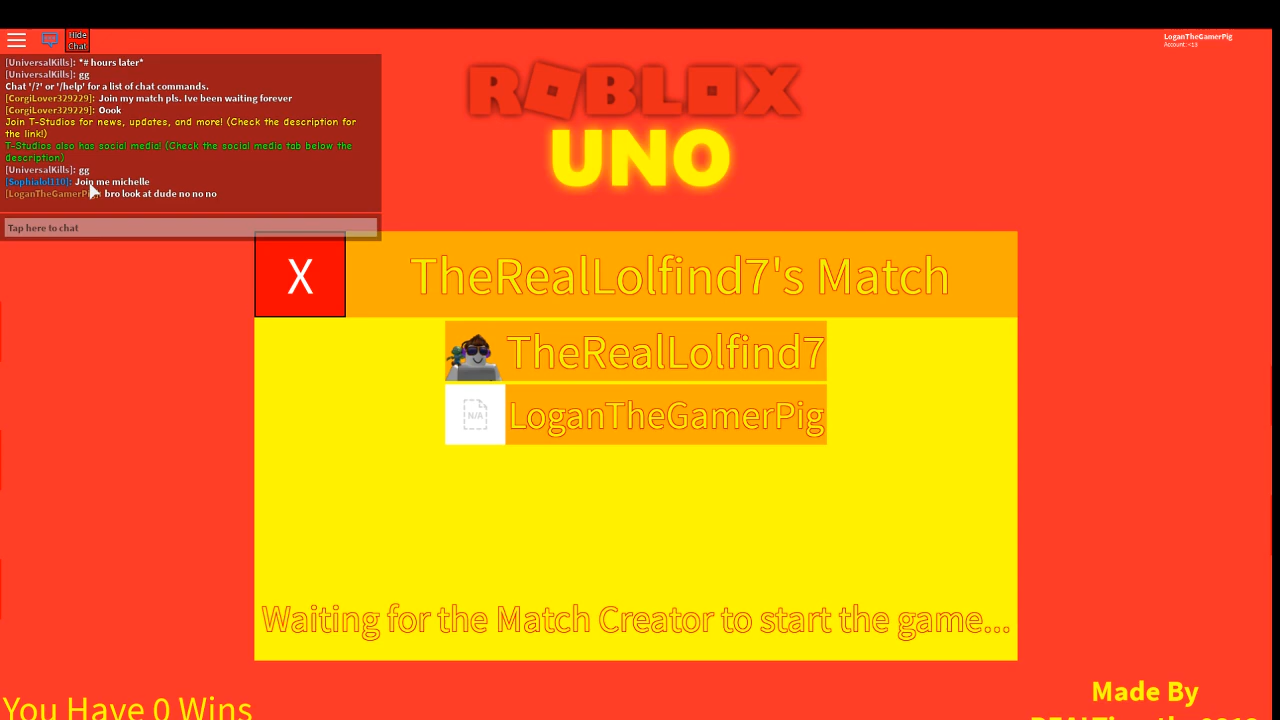 Hide
Chat
LoganTheGamerPig
Account: <13
[UniversalKills]: *# hours later*
[UniversalKills]: gg
Chat '/?' or '/help' for a list of chat commands.
[CorgiLover329229]: Join my match pls. Ive been waiting forever
[CorgiLover329229]: Oook
Join T-Studios for news, updates, and more! (Check the description for
the link!)
T-Studios also has social media! (Check the social media tab below the
description)
[UniversalKills]: gg
[Sophialol110]: Join me michelle
[LoganTheGamerPig]: bro look at dude no no no
Tap here to chat
ROBLOX
UNO
X
TheRealLolfind7's Match
TheRealLolfind7
N/A
LoganTheGamerPig
Waiting for the Match Creator to start the game...
You Have 0 Wins
Made By